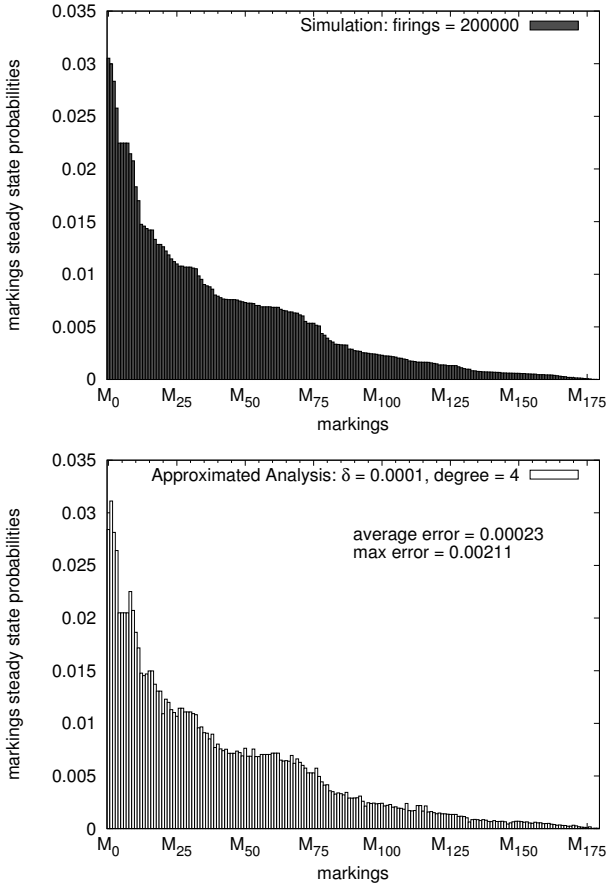 0.035
Simulation: firings = 200000
0.03
0.025
0.02
0.015
0.01
0.005
0
markings steady state probabilities
M0 M25 M50 M75 M100 M125 M150 M175
markings
0.035
Approximated Analysis: δ = 0.0001, degree = 4
average error = 0.00023
max error = 0.00211
0.03
0.025
0.02
0.015
0.01
0.005
0
markings steady state probabilities
M0 M25 M50 M75 M100 M125 M150 M175
markings